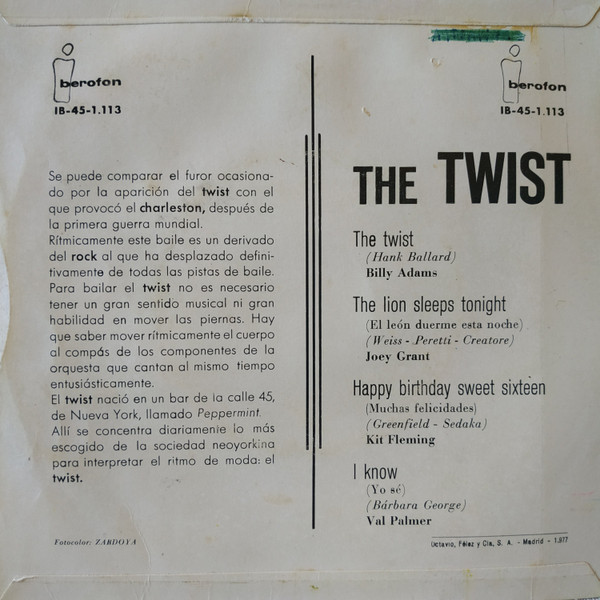 iberofon
IB-45-1.113
Se puede comparar el furor ocasiona-
do por la aparición del twist con el
que provocó el charleston, después de
la primera guerra mundial.
Rítmicamente este baile es un derivado
del rock al que ha desplazado defini-
tivamente de todas las pistas de baile.
Para bailar el twist no es necesario
tener un gran sentido musical ni gran
habilidad en mover las piernas. Hay
que saber mover rítmicamente el cuerpo
al compás de los componentes de la
orquesta que cantan al mismo tiempo
entusiósticamente.
El twist nació en un bar de la calle 45,
de Nueva York, llamado Peppermint.
Allí se concentra diariamente lo más
escogido de la sociedad neoyorkina
para interpretar el ritmo de moda: el
twist.
Fotocolor: ZARDOYA
iberofon
IB-45-1.113
THE TWIST
The twist
(Hank Ballard)
Billy Adams
The lion sleeps tonight
(El león duerme esta noche)
(Weiss - Peretti - Creatore)
Joey Grant
Happy birthday sweet sixteen
(Muchas felicidades)
(Greenfield - Sedaka)
Kit Fleming
I know
(Yo sé)
(Bárbara George)
Val Palmer
Octavio, Félez y Cía, S. A. - Madrid - 1.977